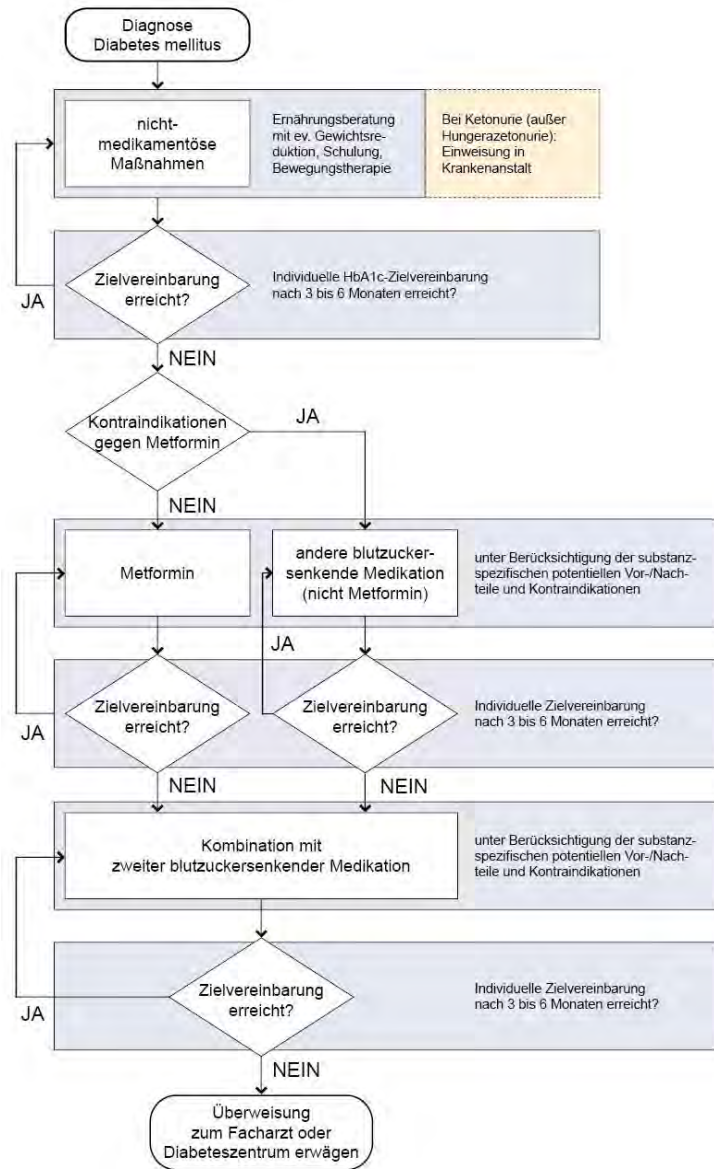 Diagnose
Diabetes mellitus
nicht-
medikamentöse
Maßnahmen
Ernährungsberatung
mit ev. Gewichtsre-
duktion, Schulung,
Bewegungstherapie
Bei Ketonurie (außer
Hungerazetonurie):
Einweisung in
Krankenanstalt
Zielvereinbarung
erreicht?
Individuelle HbA1c-Zielvereinbarung
nach 3 bis 6 Monaten erreicht?
JA
NEIN
Kontraindikationen
gegen Metformin
JA
NEIN
Metformin
andere blutzucker-
senkende Medikation
(nicht Metformin)
unter Berücksichtigung der substanz-
spezifischen potentiellen Vor-/Nach-
teile und Kontraindikationen
JA
Zielvereinbarung
erreicht?
JA
Zielvereinbarung
erreicht?
Individuelle Zielvereinbarung
nach 3 bis 6 Monaten erreicht?
NEIN
NEIN
Kombination mit
zweiter blutzuckersenkender Medikation
unter Berücksichtigung der substanz-
spezifischen potentiellen Vor-/Nach-
teile und Kontraindikationen
Zielvereinbarung
erreicht?
Individuelle Zielvereinbarung
nach 3 bis 6 Monaten erreicht?
JA
NEIN
Überweisung
zum Facharzt oder
Diabeteszentrum erwägen